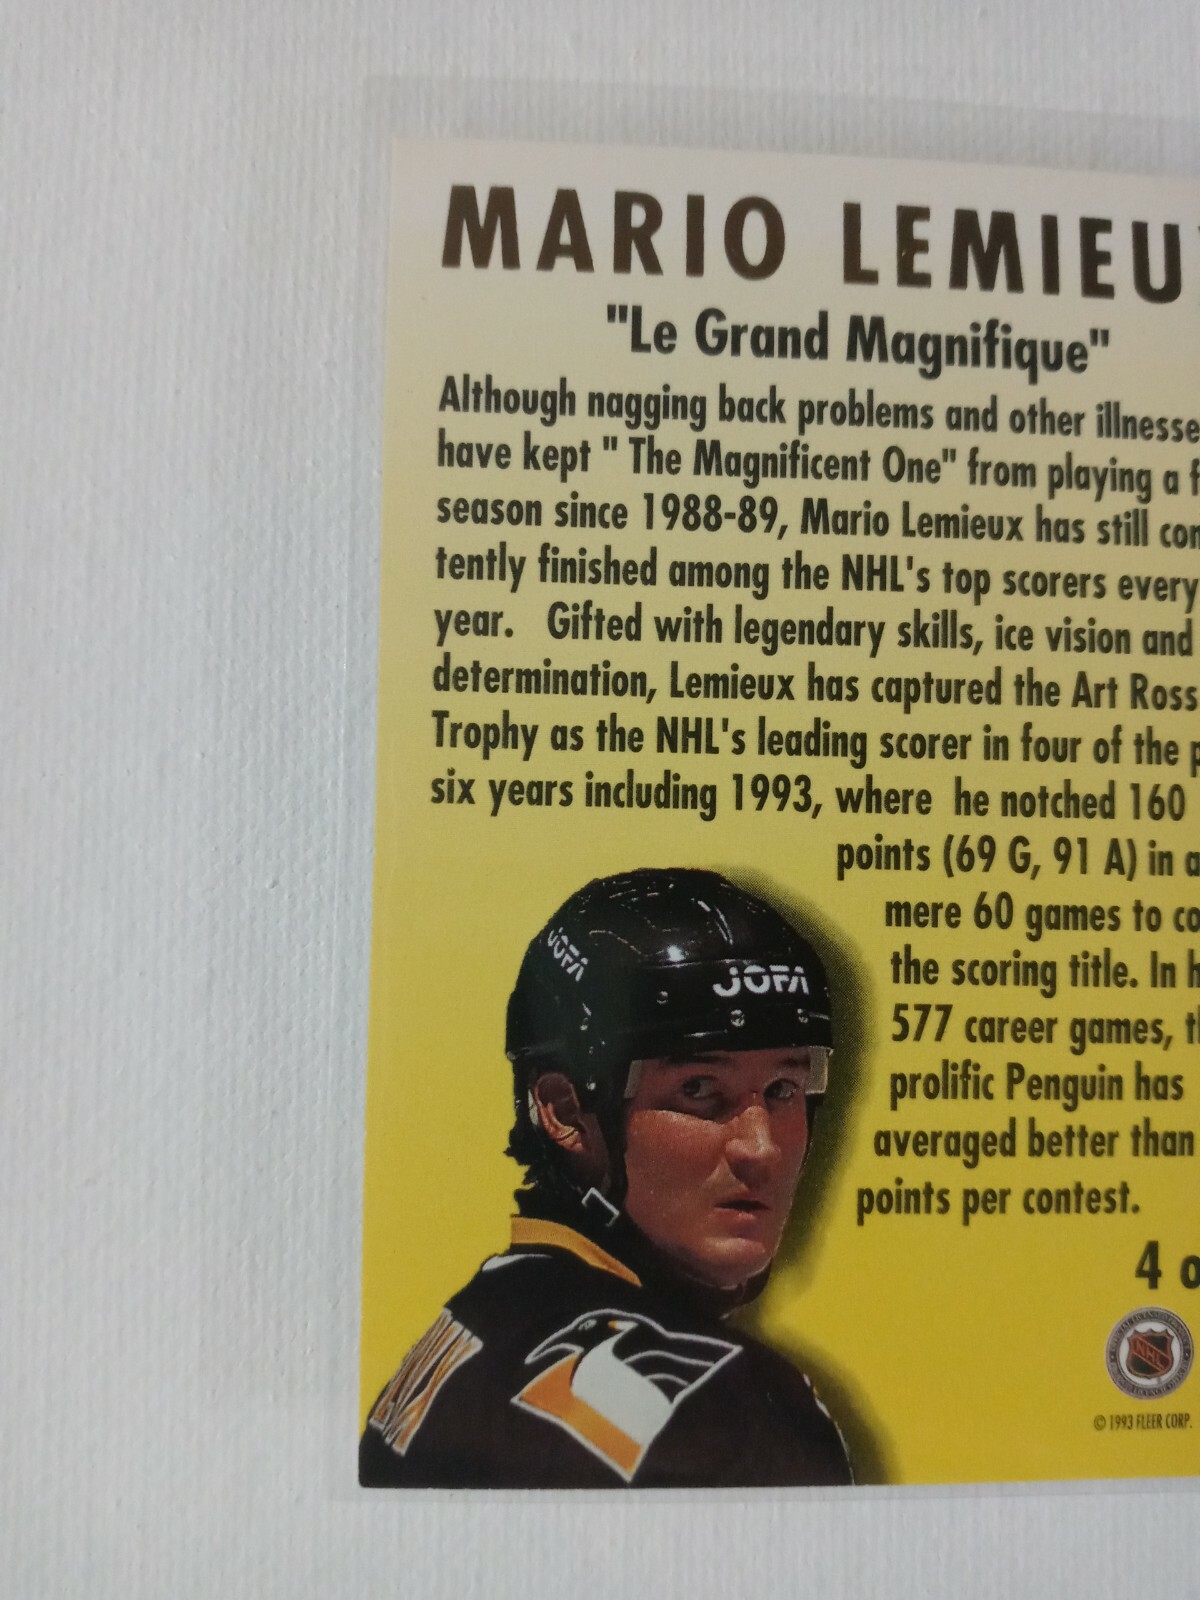 MARIO LEMIEU
"Le Grand Magnifique"
Although nagging back problems and other illnesse
have kept " The Magnificent One" from playing a f
season since 1988-89, Mario Lemieux has still con
tently finished among the NHL's top scorers every
year. Gifted with legendary skills, ice vision and
determination, Lemieux has captured the Art Ross
Trophy as the NHL's leading scorer in four of the p
six years including 1993, where he notched 160
points (69 G, 91 A) in a
mere 60 games to co
the scoring title. In h
577 career games, th
prolific Penguin has
averaged better than
points per contest.
4 o
JOFA
JOFA
NHL
© 1993 FLEER CORP.